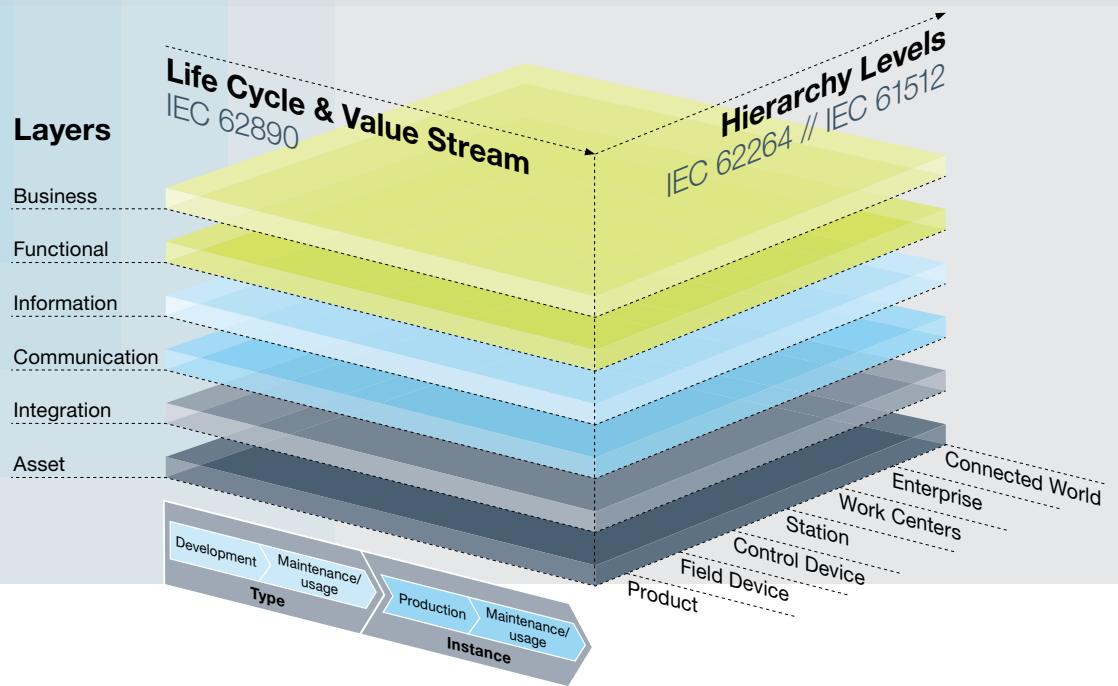 Life Cycle & Value Stream
IEC 62890
Hierarchy Levels
IEC 62264 // IEC 61512
Layers
Business
Functional
Information
Communication
Integration
Asset
Development
Maintenance/
usage
Type
Production
Maintenance/
usage
Instance
Connected World
Enterprise
Work Centers
Station
Control Device
Field Device
Product